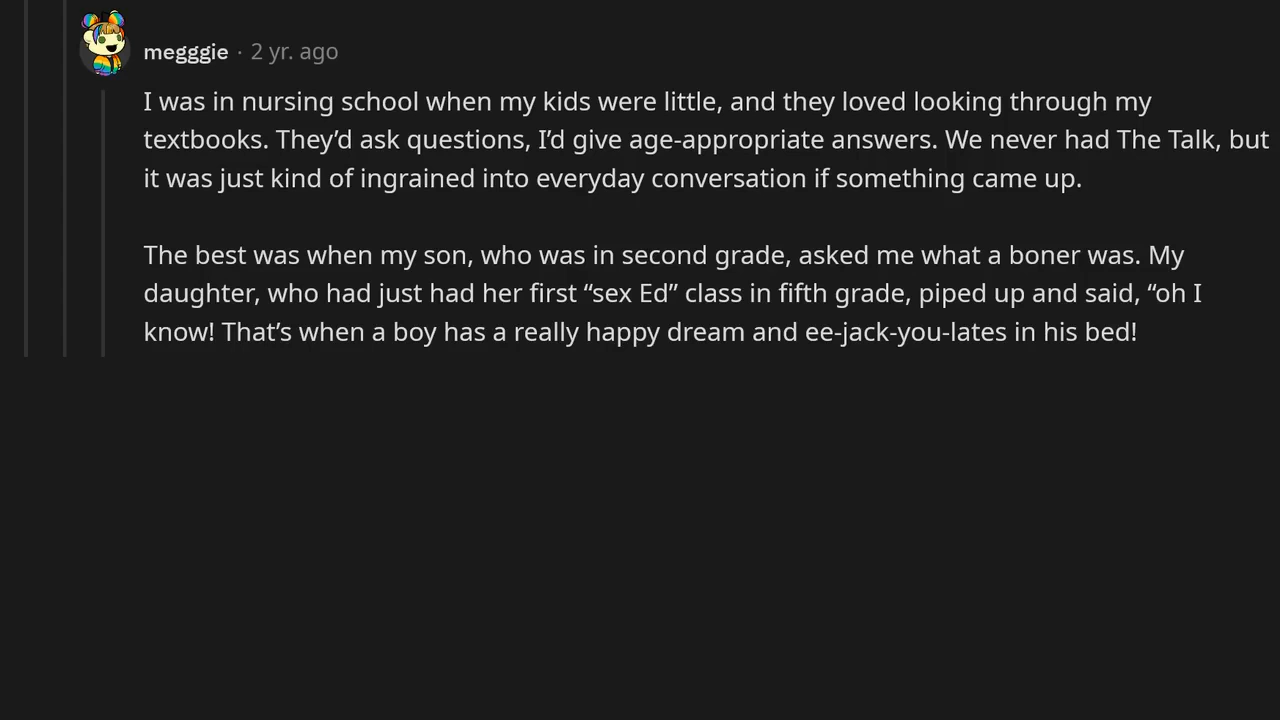 megggie · 2 yr. ago
I was in nursing school when my kids were little, and they loved looking through my
textbooks. They’d ask questions, I’d give age-appropriate answers. We never had The Talk, but
it was just kind of ingrained into everyday conversation if something came up.
The best was when my son, who was in second grade, asked me what a boner was. My
daughter, who had just had her first “sex Ed” class in fifth grade, piped up and said, “oh I
know! That’s when a boy has a really happy dream and ee-jack-you-lates in his bed!